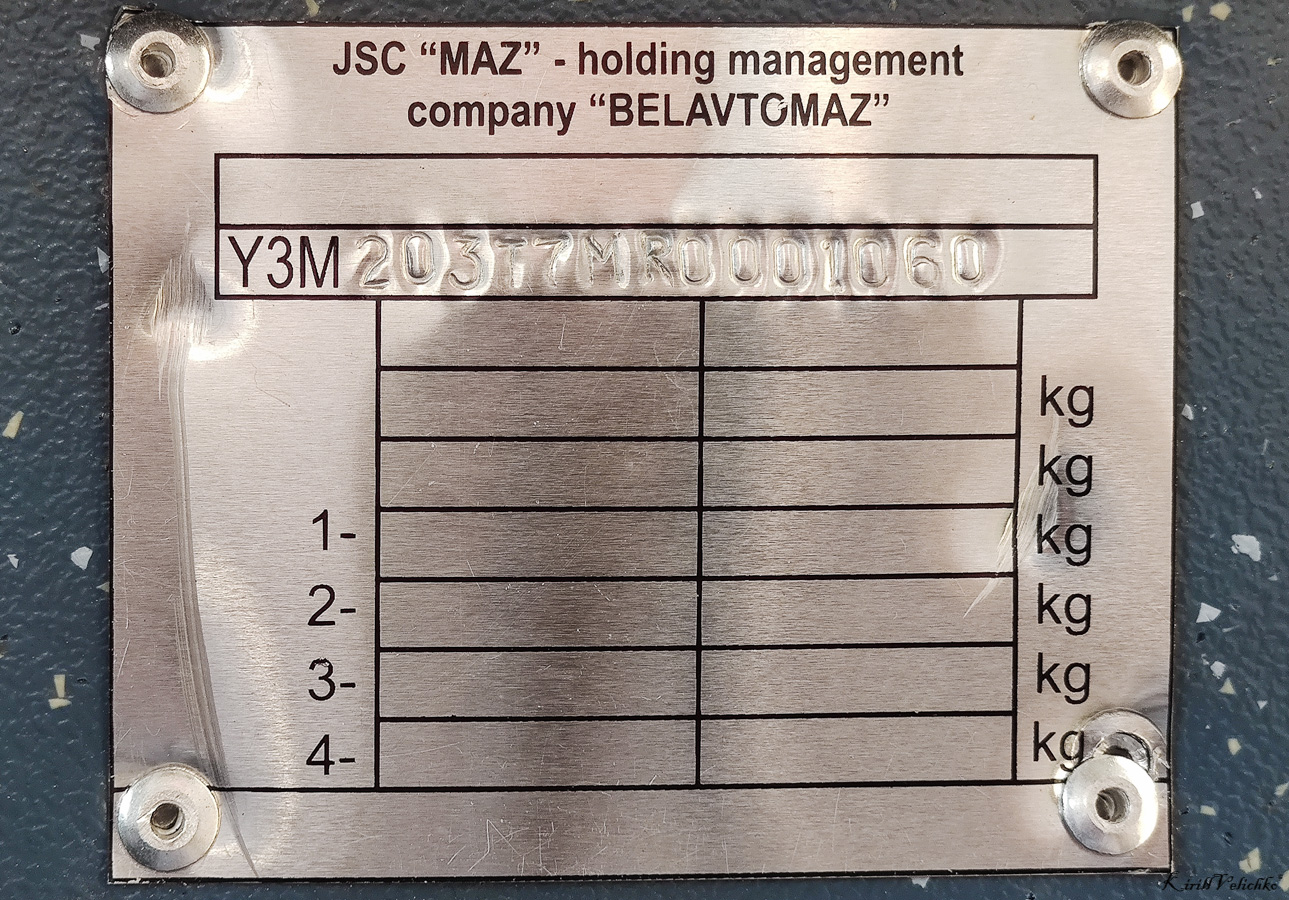 JSC “MAZ” - holding management
company “BELAVTOMAZ”
Y3M203T7MR0001060
kg
kg
1- kg
2- kg
3- kg
4- kg
Kirill Velichko